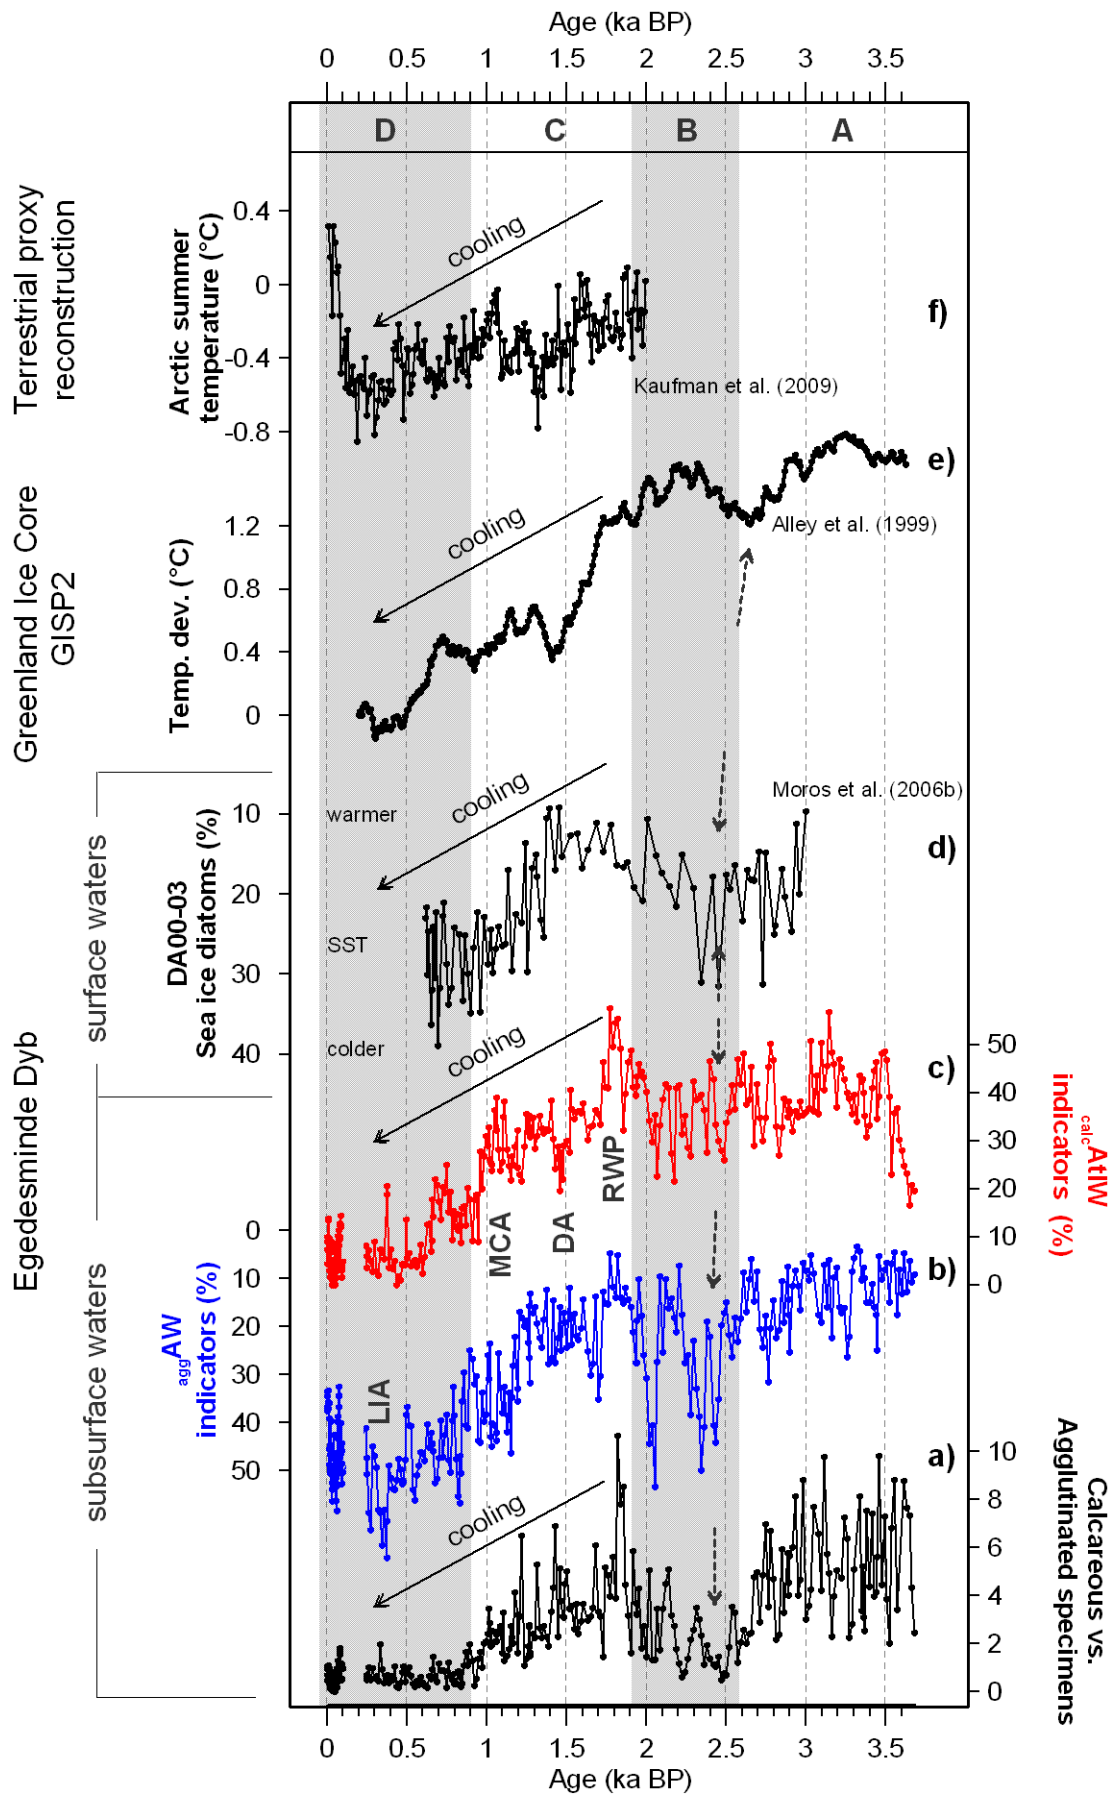 Age (ka BP)
0 0.5 1 1.5 2 2.5 3 3.5
D C B A
Terrestrial proxy
reconstruction
Arctic summer
temperature (°C)
0.4
0
-0.4
-0.8
cooling
f)
Kaufman et al. (2009)
e)
Greenland Ice Core
GISP2
Temp. dev. (°C)
1.2
0.8
0.4
0
cooling
Alley et al. (1999)
Egedesminde Dyb
surface waters
DA00-03
Sea ice diatoms (%)
10
20
30
40
warmer
SST
colder
cooling
Moros et al. (2006b)
d)
cooling
c)
50
40
30
20
10
0
calcAtlW
indicators (%)
RWP
DA
MCA
LIA
subsurface waters
aggAW
indicators (%)
0
10
20
30
40
50
b)
cooling
a)
10
8
6
4
2
0
Calcareous vs.
Agglutinated specimens
0 0.5 1 1.5 2 2.5 3 3.5
Age (ka BP)